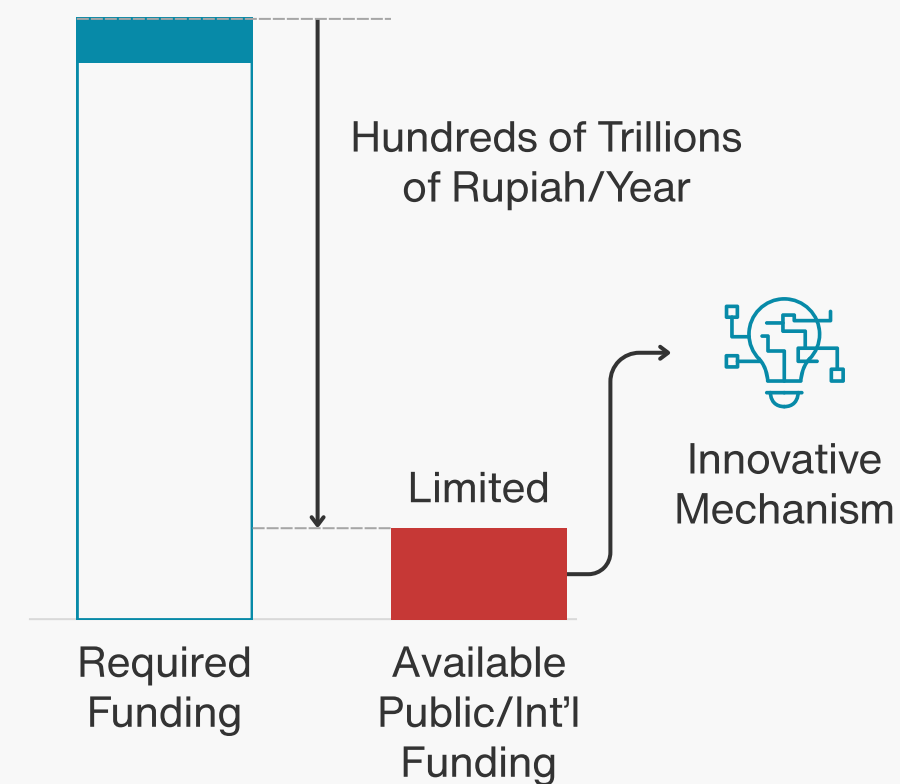 Hundreds of Trillions
of Rupiah/Year
Limited
Innovative
Mechanism
Required
Funding
Available
Public/Int’l
Funding